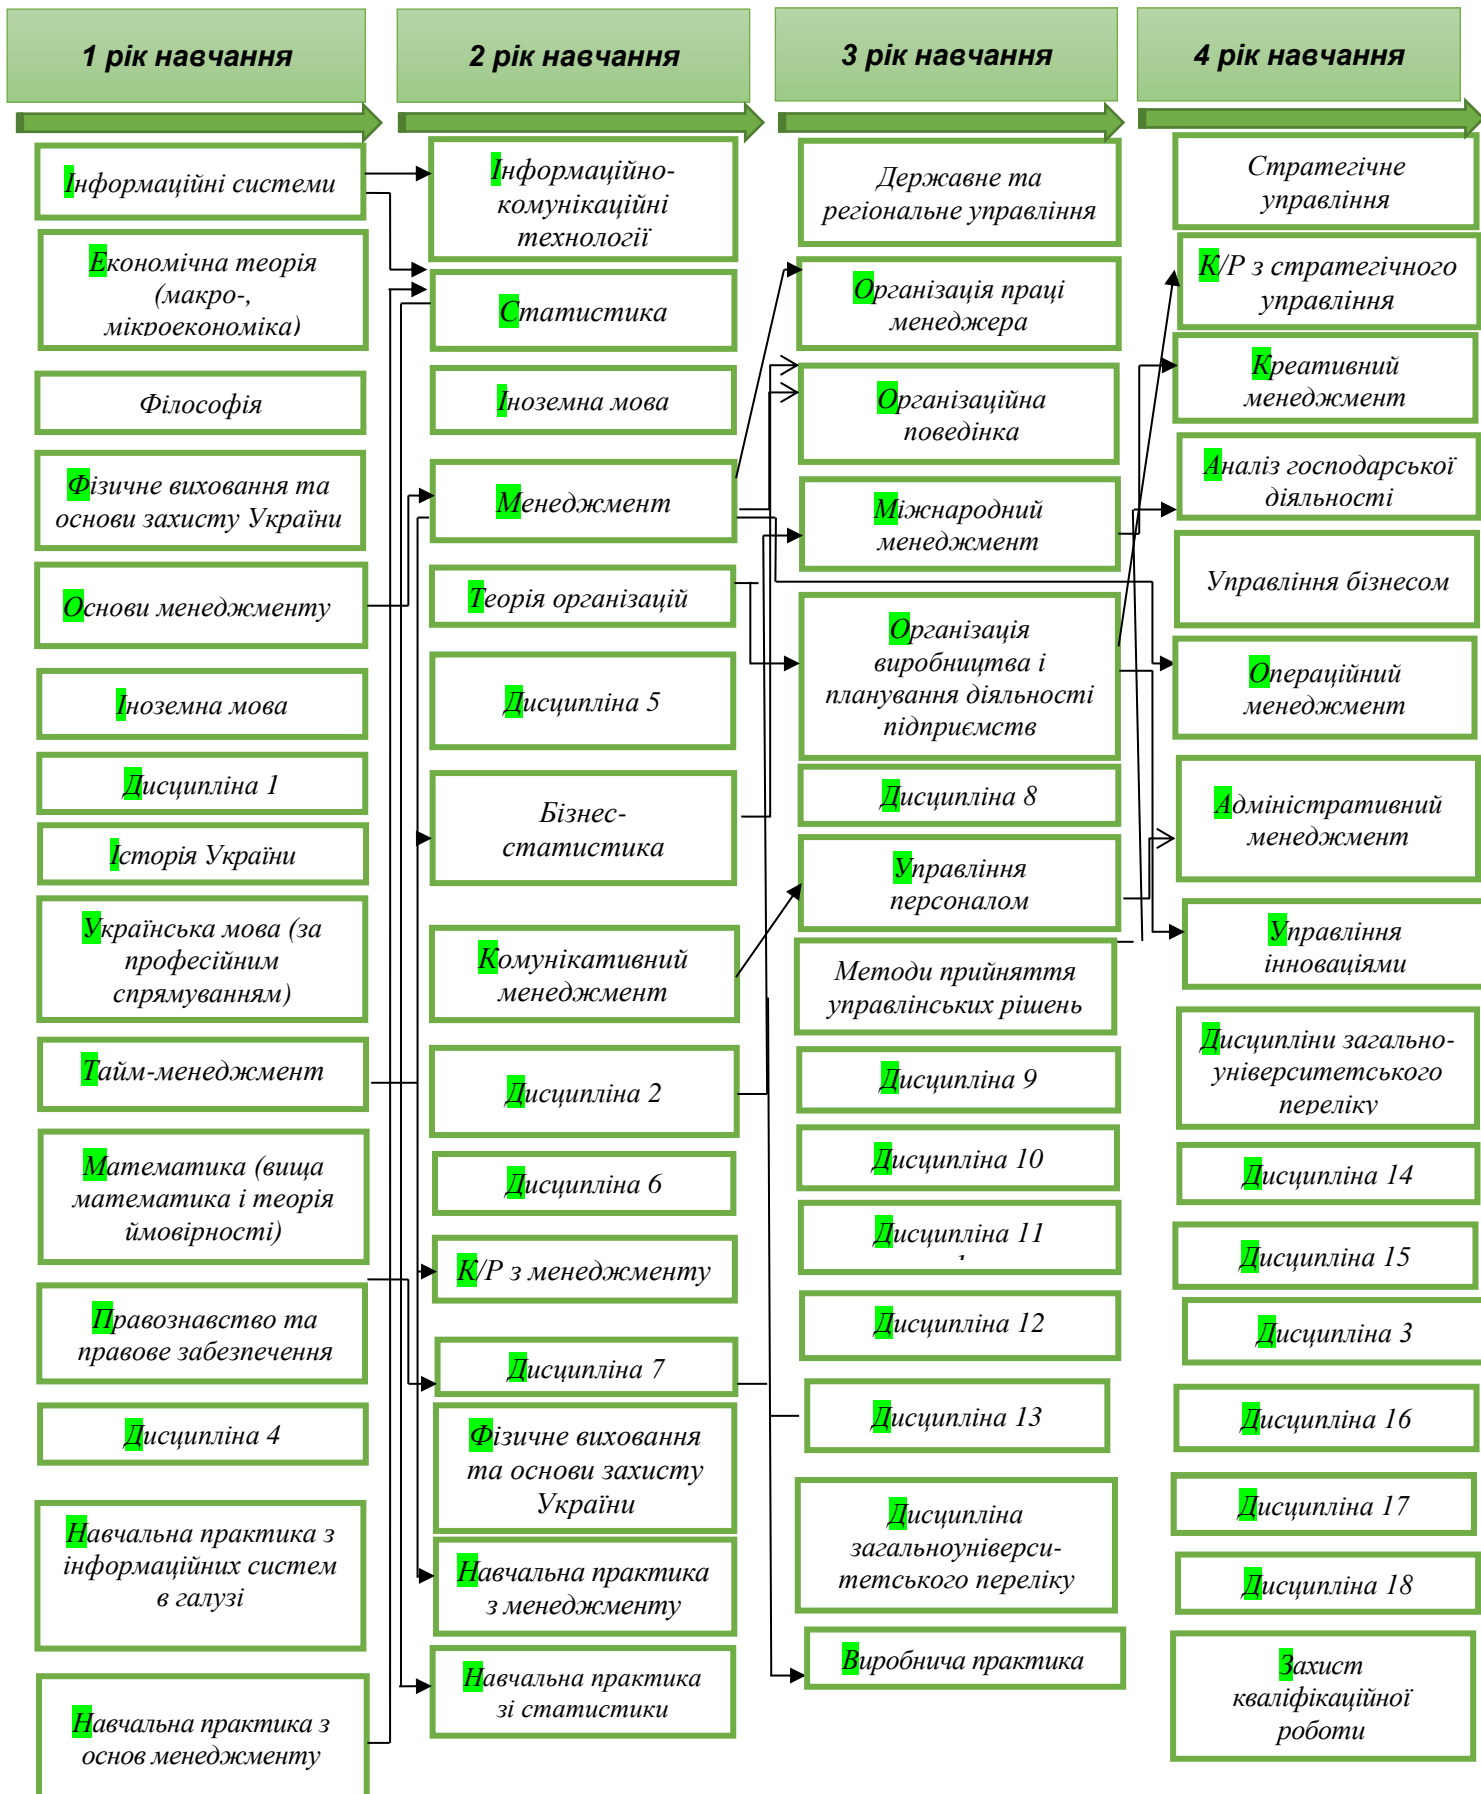 1 рік навчання
2 рік навчання
3 рік навчання
4 рік навчання
Інформаційні системи
Економічна теорія
(макро-,
мікроекономіка)
Філософія
Фізичне виховання та
основи захисту України
Основи менеджменту
Іноземна мова
Дисципліна 1
Історія України
Українська мова (за
професійним
спрямуванням)
Тайм-менеджмент
Математика (вища
математика і теорія
ймовірності)
Правознавство та
правове забезпечення
Дисципліна 4
Навчальна практика з
інформаційних систем
в галузі
Навчальна практика з
основ менеджменту
Інформаційно-
комунікаційні
технології
Статистика
Іноземна мова
Менеджмент
Теорія організацій
Дисципліна 5
Бізнес-
статистика
Комунікативний
менеджмент
Дисципліна 2
Дисципліна 6
К/Р з менеджменту
Дисципліна 7
Фізичне виховання
та основи захисту
України
Навчальна практика
з менеджменту
Навчальна практика
зі статистики
Державне та
регіональне управління
Організація праці
менеджера
Організаційна
поведінка
Міжнародний
менеджмент
Організація
виробництва і
планування діяльності
підприємств
Дисципліна 8
Управління
персоналом
Методи прийняття
управлінських рішень
Дисципліна 9
Дисципліна 10
Дисципліна 11
Дисципліна 12
Дисципліна 13
Дисципліна
загальноуніверси-
тетського переліку
Виробнича практика
Стратегічне
управління
К/Р з стратегічного
управління
Креативний
менеджмент
Аналіз господарської
діяльності
Управління бізнесом
Операційний
менеджмент
Адміністративний
менеджмент
Управління
інноваціями
Дисципліни загально-
університетського
переліку
Дисципліна 14
Дисципліна 15
Дисципліна 3
Дисципліна 16
Дисципліна 17
Дисципліна 18
Захист
кваліфікаційної
роботи